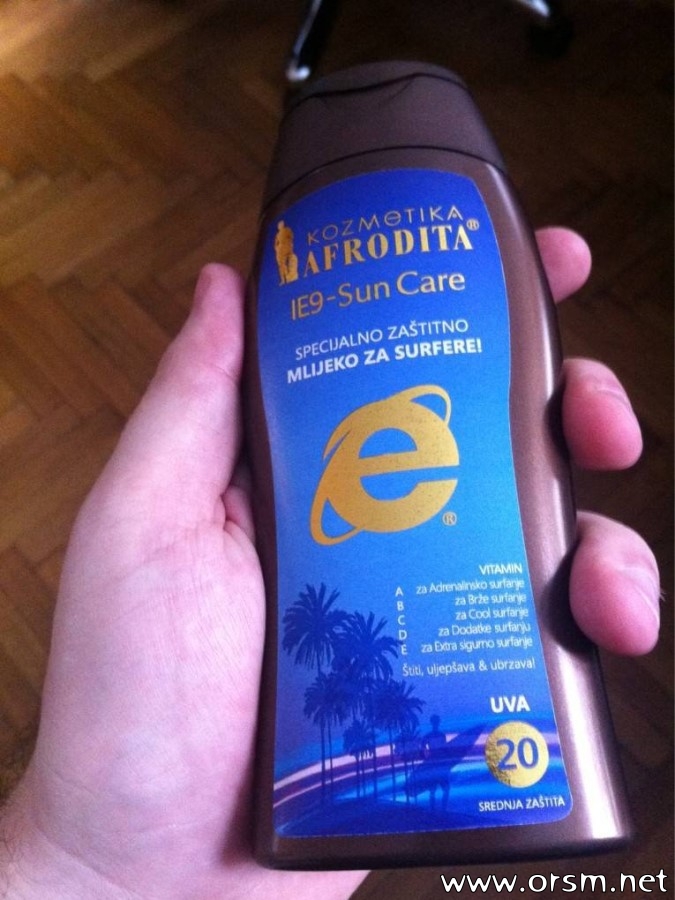 KOZMETIKA
AFRODITA®
IE9-Sun Care
SPECIJALNO ZAŠTITNO
MLIJEKO ZA SURFERE!
e®
VITAMIN
A za Adrenalinsko surfanje
B za Brže surfanje
C za Cool surfanje
D za Dodatke surfanju
E za Extra sigurno surfanje
Štiti, uljepšava & ubrzava!
UVA
20
SREDNJA ZAŠTITA
www.orsm.net